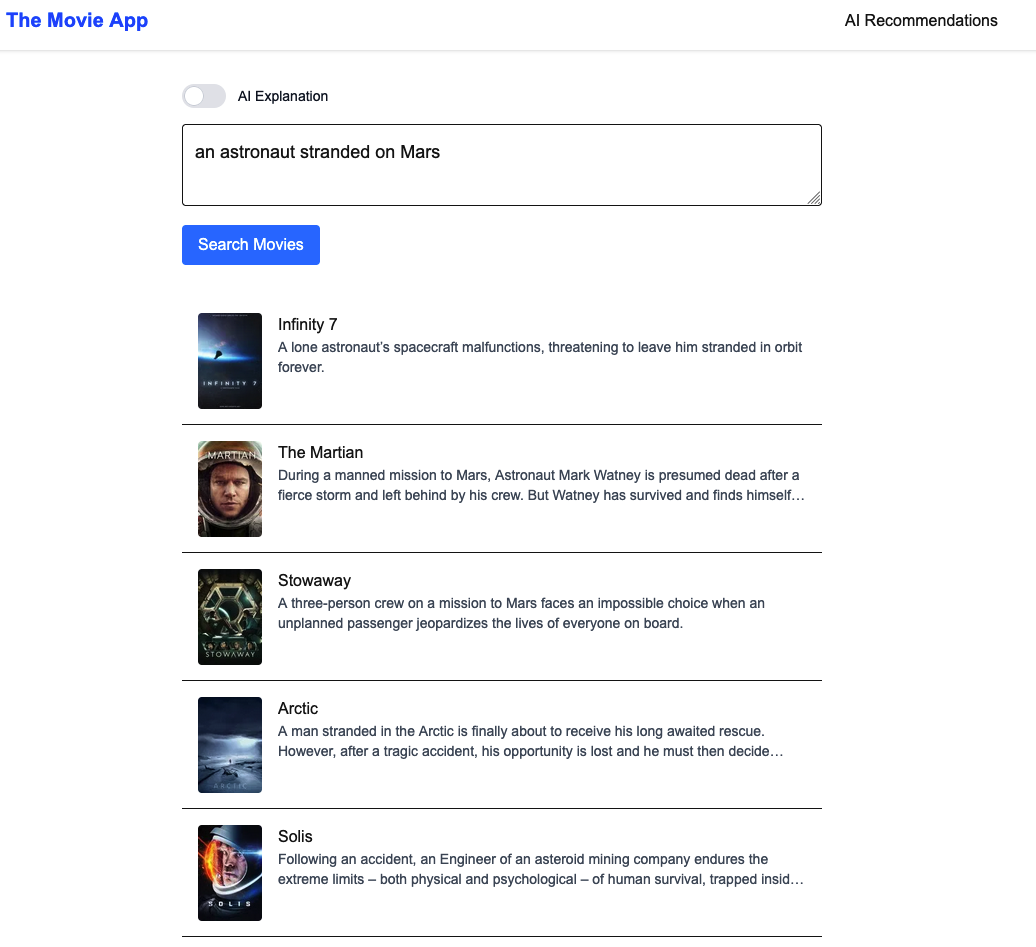 The Movie App
AI Recommendations
AI Explanation
an astronaut stranded on Mars
Search Movies
INFINITY 7
Infinity 7
A lone astronaut’s spacecraft malfunctions, threatening to leave him stranded in orbit
forever.
MARTIAN
The Martian
During a manned mission to Mars, Astronaut Mark Watney is presumed dead after a
fierce storm and left behind by his crew. But Watney has survived and finds himself…
STOWAWAY
Stowaway
A three-person crew on a mission to Mars faces an impossible choice when an
unplanned passenger jeopardizes the lives of everyone on board.
ARCTIC
Arctic
A man stranded in the Arctic is finally about to receive his long awaited rescue.
However, after a tragic accident, his opportunity is lost and he must then decide…
SOLIS
Solis
Following an accident, an Engineer of an asteroid mining company endures the
extreme limits – both physical and psychological – of human survival, trapped insid…